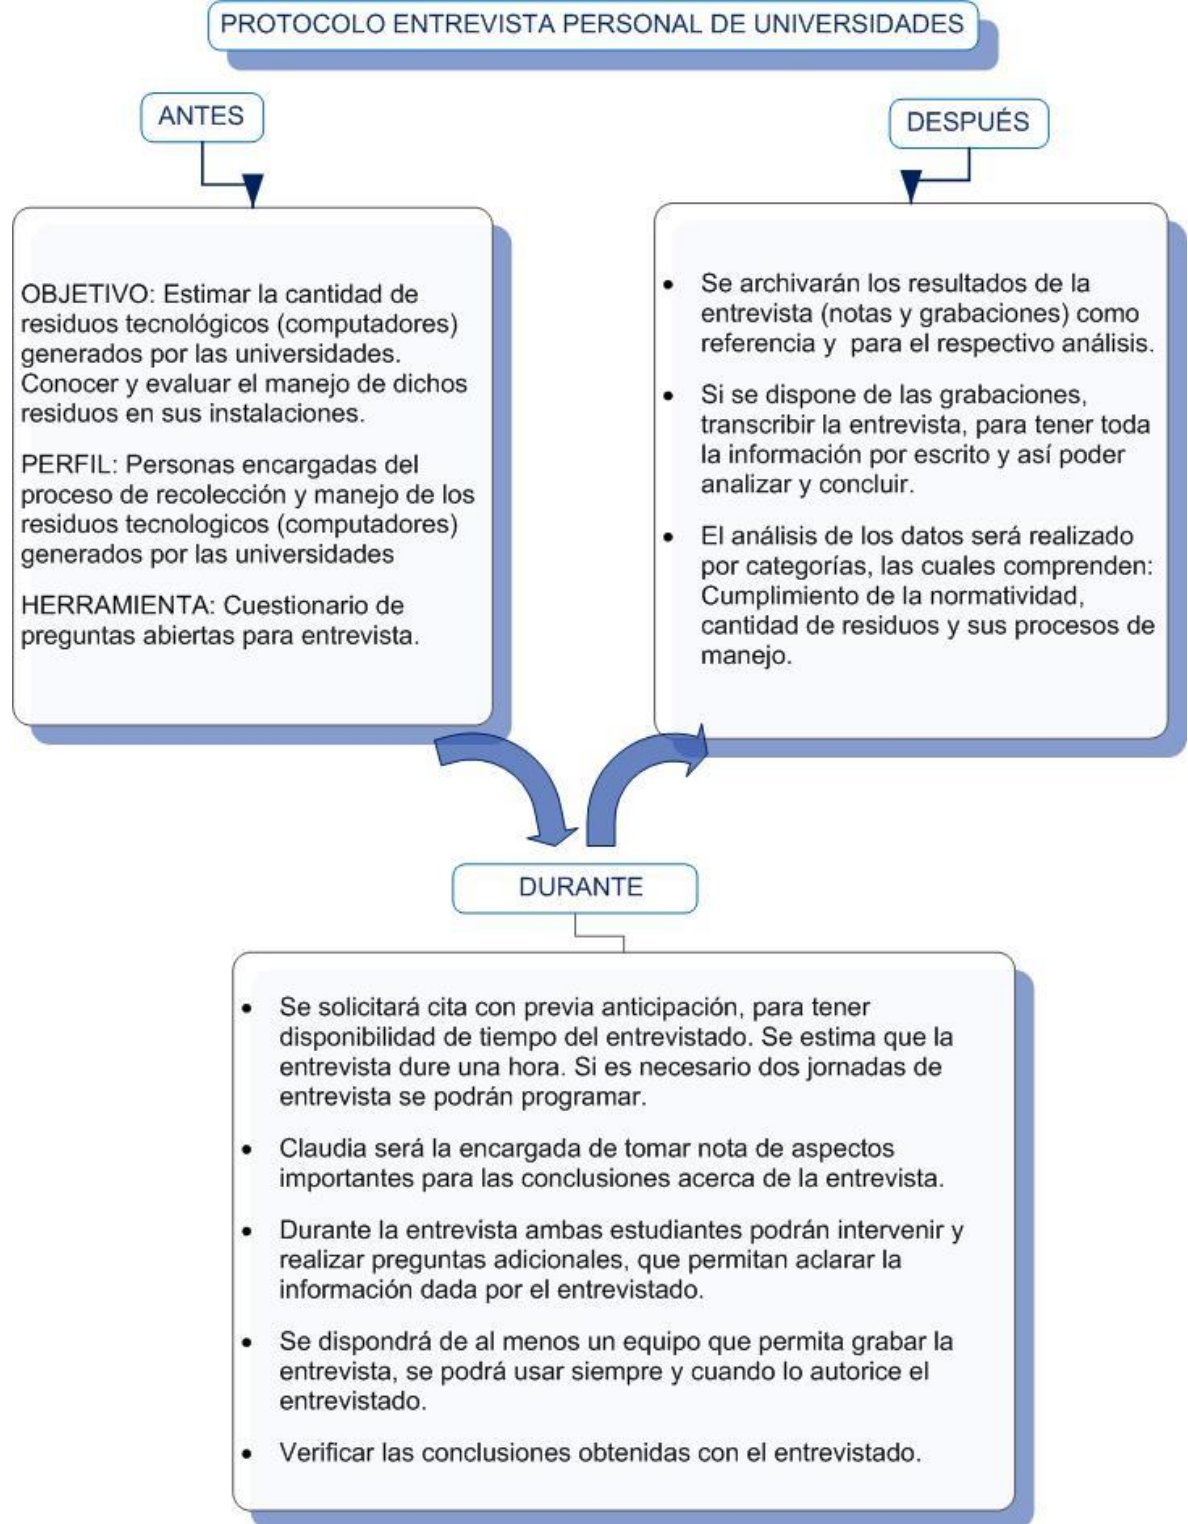 PROTOCOLO ENTREVISTA PERSONAL DE UNIVERSIDADES
ANTES
OBJETIVO: Estimar la cantidad de
residuos tecnológicos (computadores)
generados por las universidades.
Conocer y evaluar el manejo de dichos
residuos en sus instalaciones.
PERFIL: Personas encargadas del
proceso de recolección y manejo de los
residuos tecnologicos (computadores)
generados por las universidades
HERRAMIENTA: Cuestionario de
preguntas abiertas para entrevista.
DESPUÉS
• Se archivarán los resultados de la
entrevista (notas y grabaciones) como
referencia y para el respectivo análisis.
• Si se dispone de las grabaciones,
transcribir la entrevista, para tener toda
la información por escrito y así poder
analizar y concluir.
• El análisis de los datos será realizado
por categorías, las cuales comprenden:
Cumplimiento de la normatividad,
cantidad de residuos y sus procesos de
manejo.
DURANTE
• Se solicitará cita con previa anticipación, para tener
disponibilidad de tiempo del entrevistado. Se estima que la
entrevista dure una hora. Si es necesario dos jornadas de
entrevista se podrán programar.
• Claudia será la encargada de tomar nota de aspectos
importantes para las conclusiones acerca de la entrevista.
• Durante la entrevista ambas estudiantes podrán intervenir y
realizar preguntas adicionales, que permitan aclarar la
información dada por el entrevistado.
• Se dispondrá de al menos un equipo que permita grabar la
entrevista, se podrá usar siempre y cuando lo autorice el
entrevistado.
• Verificar las conclusiones obtenidas con el entrevistado.